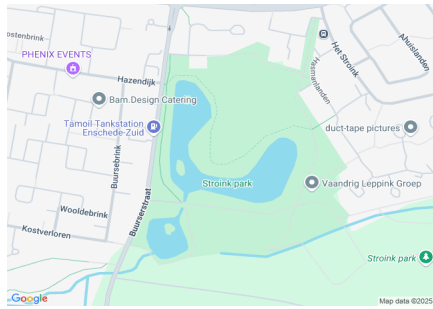 ostenbrink
PHENIX EVENTS
Hazendijk
Bam.Design Catering
Tamoil Tankstation
Enschede-Zuid
Buursebrink
Buurserstraat
Wooldebrink
Kostverloren
Het Stroink
Hesmanlanden
Ahuislanden
duct-tape pictures
Stroink park
Vaandrig Leppink Groep
Stroink park
Google
Map data ©2025